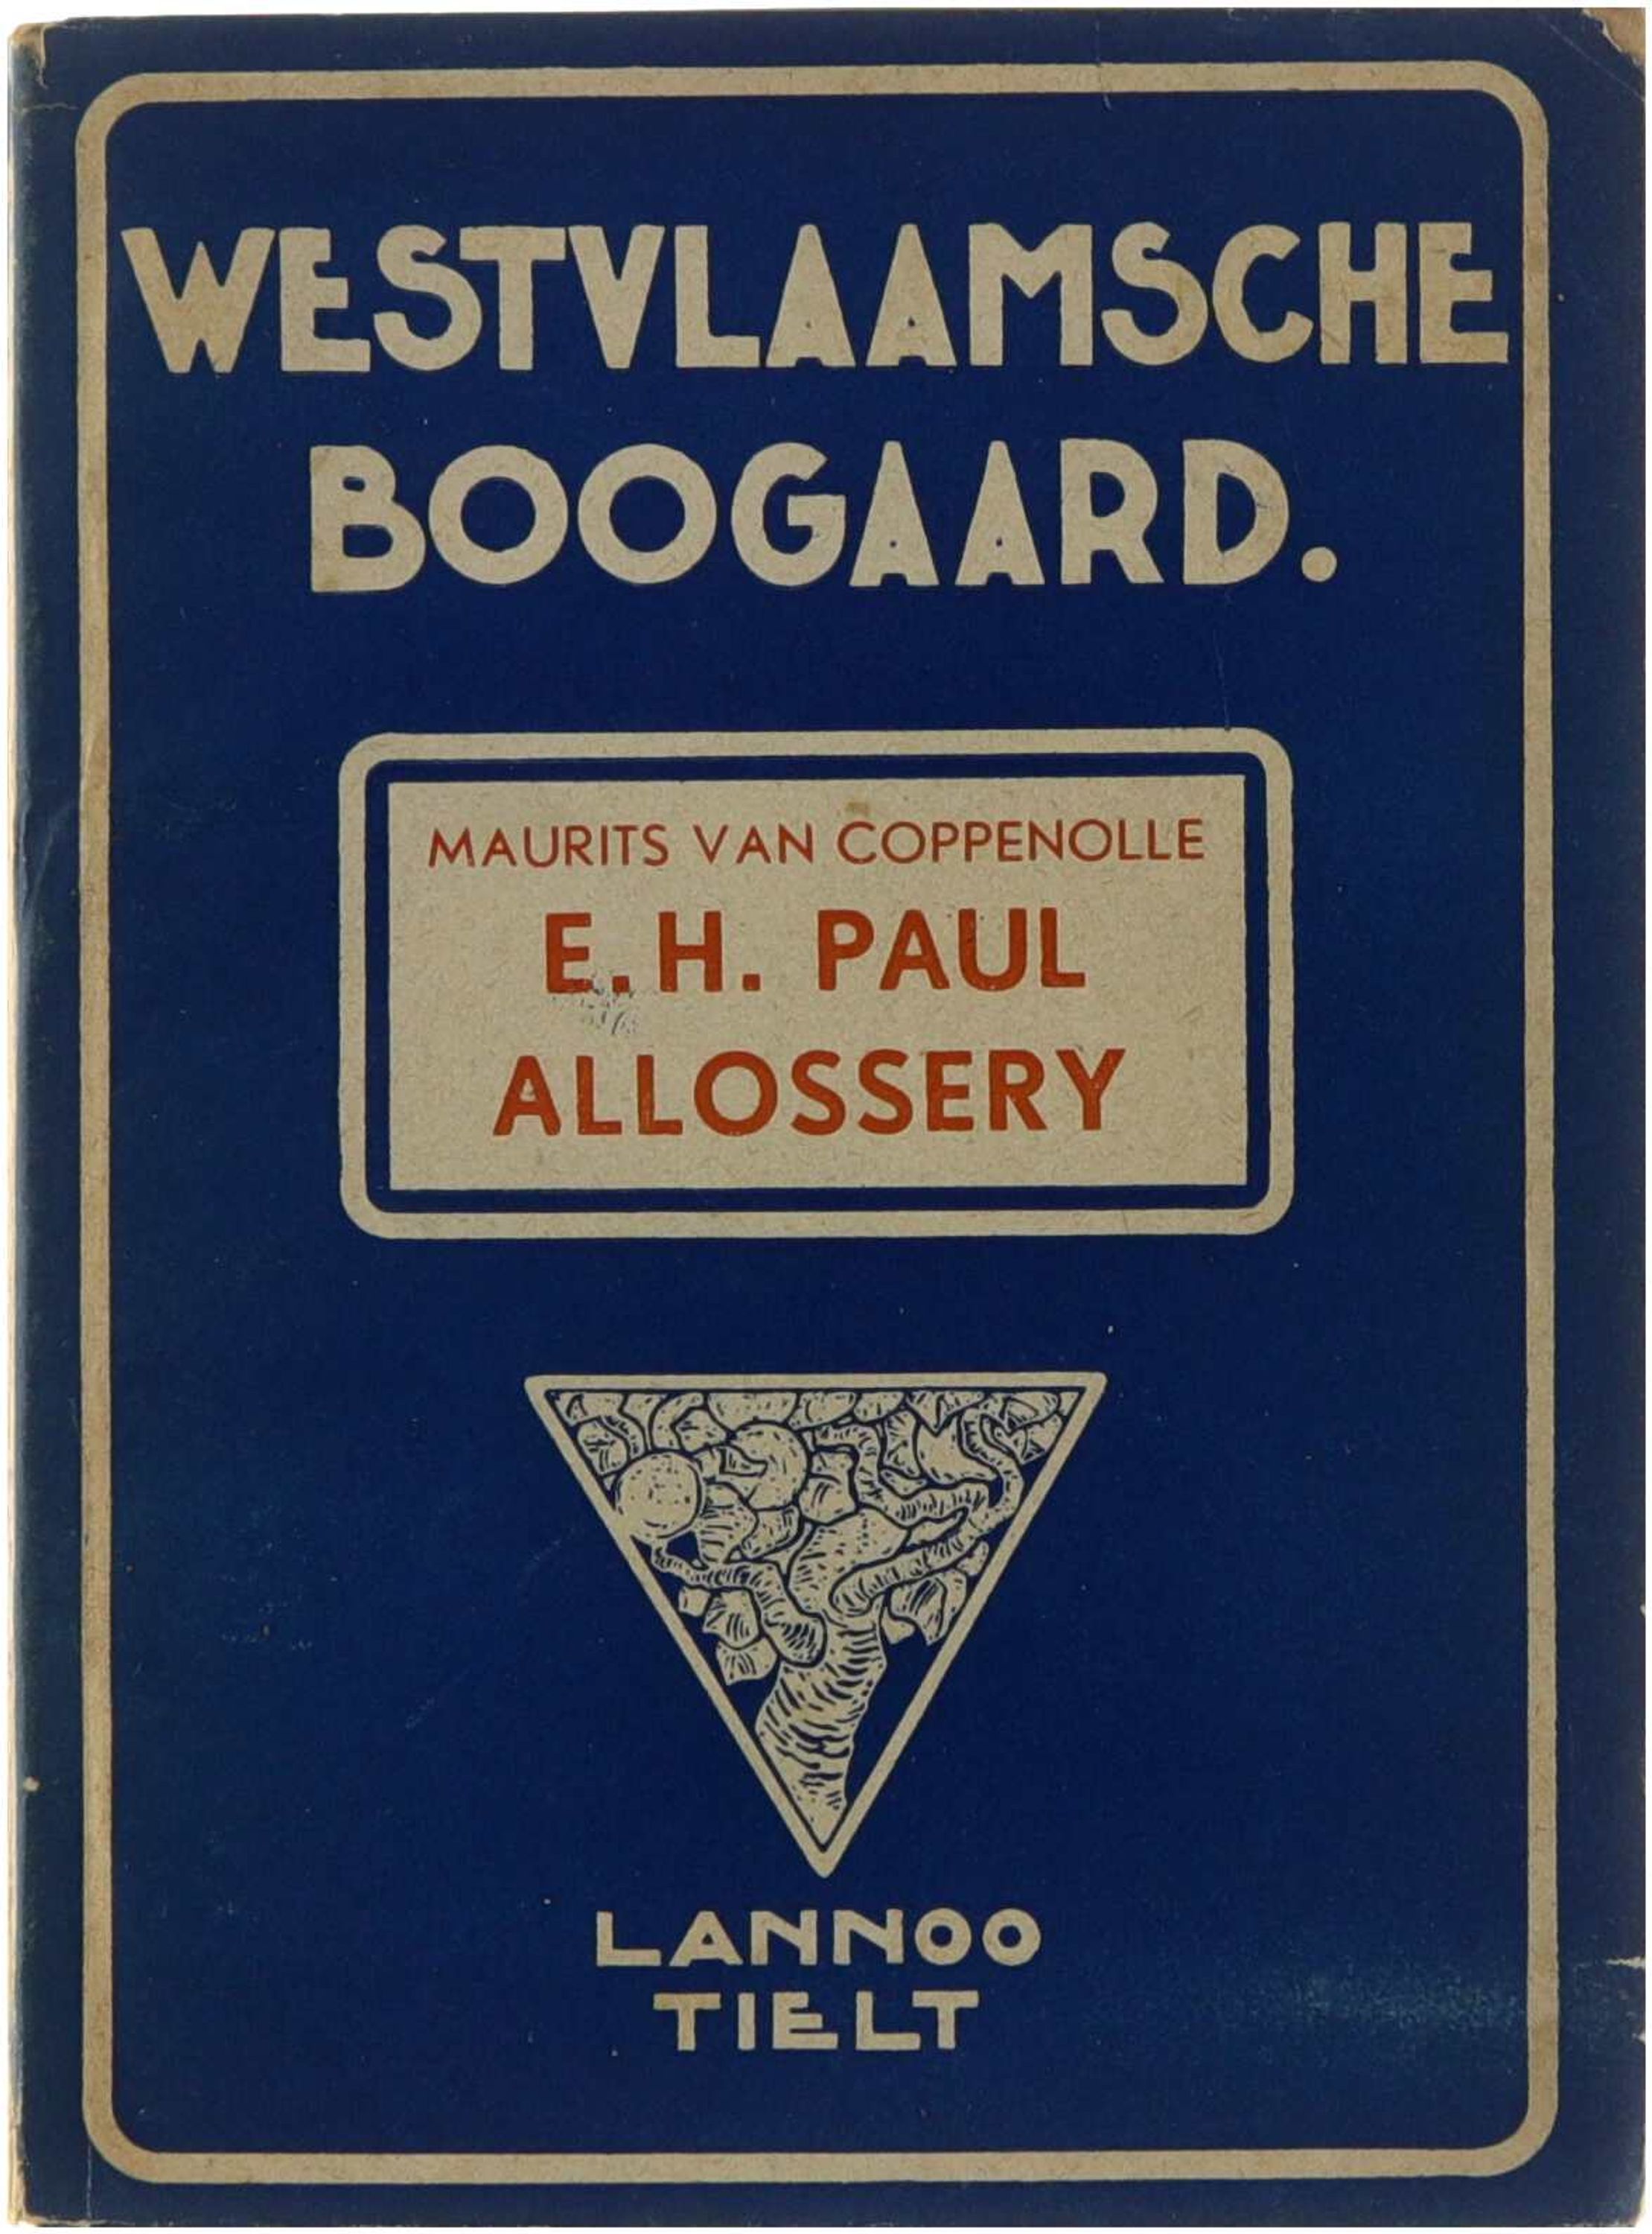 WESTVLAAMSCHE
BOOGAARD.
MAURITS VAN COPPENOLLE
E. H. PAUL
ALLOSSERY
LANNOO
TIELT